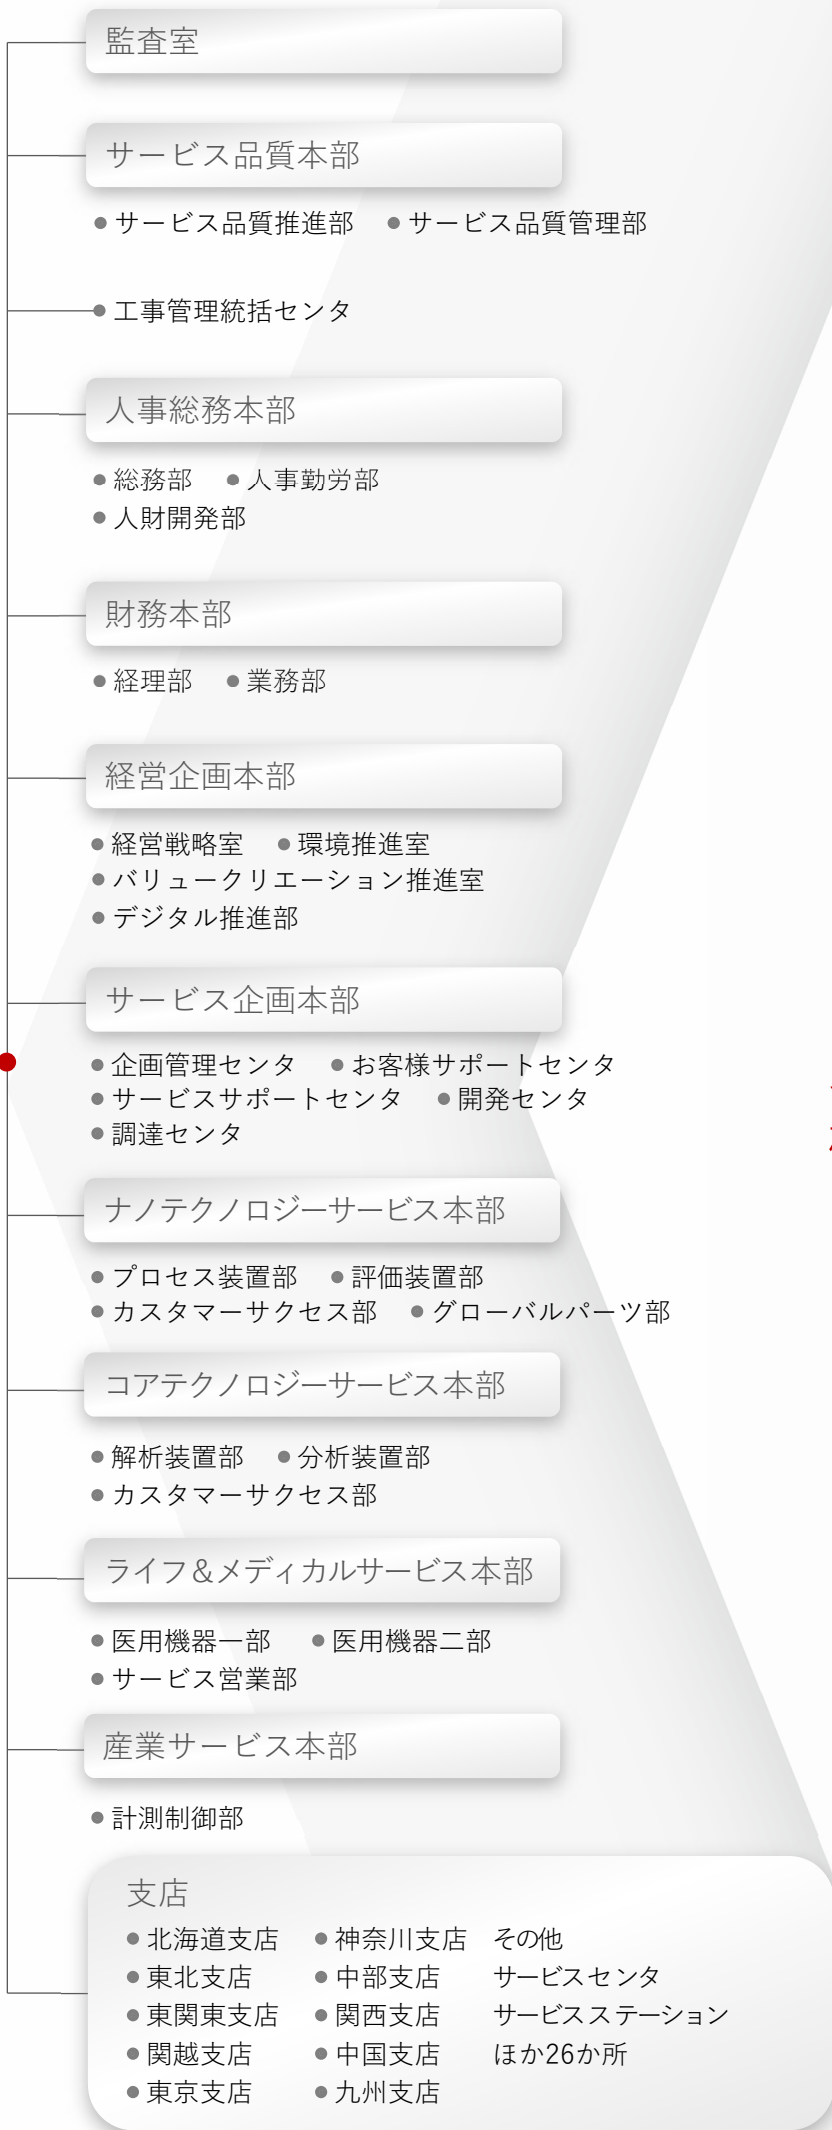 監査室
サービス品質本部
●サービス品質推進部 ●サービス品質管理部
●工事管理統括センタ
人事総務本部
●総務部 ●人事勤労部
●人財開発部
財務本部
●経理部 ●業務部
経営企画本部
●経営戦略室 ●環境推進室
●バリュークリエーション推進室
●デジタル推進部
サービス企画本部
●企画管理センタ ●お客様サポートセンタ
●サービスサポートセンタ ●開発センタ
●調達センタ
ナノテクノロジーサービス本部
●プロセス装置部 ●評価装置部
●カスタマーサクセス部 ●グローバルパーツ部
コアテクノロジーサービス本部
●解析装置部 ●分析装置部
●カスタマーサクセス部
ライフ&メディカルサービス本部
●医用機器一部 ●医用機器二部
●サービス営業部
産業サービス本部
●計測制御部
支店
●北海道支店 ●神奈川支店 その他
●東北支店 ●中部支店 サービスセンタ
●東関東支店 ●関西支店 サービスステーション
●関越支店 ●中国支店 ほか26か所
●東京支店 ●九州支店